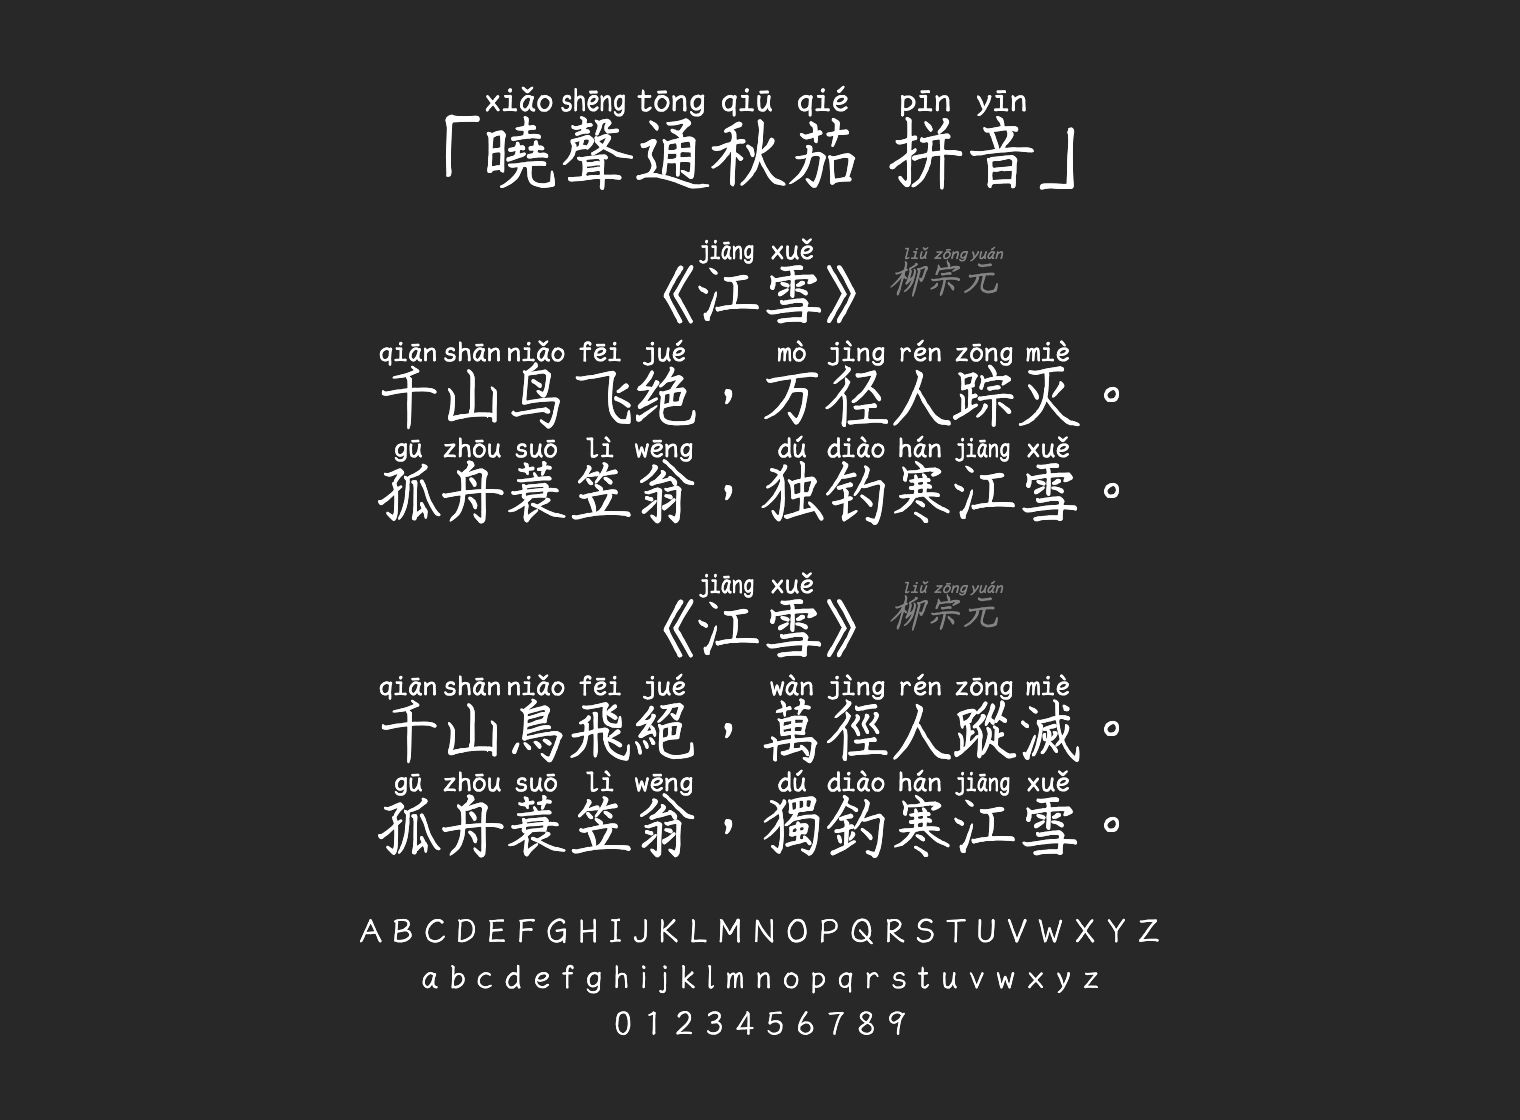 xiǎo shēng tōng qiū qié pīn yīn
「曉聲通秋茄 拼音」
jiāng xuě liǔ zōng yuán
《江雪》 柳宗元
qiān shān niǎo fēi jué mò jìng rén zōng miè
千山鸟飞绝，万径人踪灭。
gū zhōu suō lì wēng dú diào hán jiāng xuě
孤舟蓑笠翁，独钓寒江雪。
jiāng xuě liǔ zōng yuán
《江雪》 柳宗元
qiān shān niǎo fēi jué wàn jìng rén zōng miè
千山鳥飛絕，萬徑人蹤滅。
gū zhōu suō lì wēng dú diào hán jiāng xuě
孤舟蓑笠翁，獨釣寒江雪。
A B C D E F G H I J K L M N O P Q R S T U V W X Y Z
a b c d e f g h i j k l m n o p q r s t u v w x y z
0 1 2 3 4 5 6 7 8 9